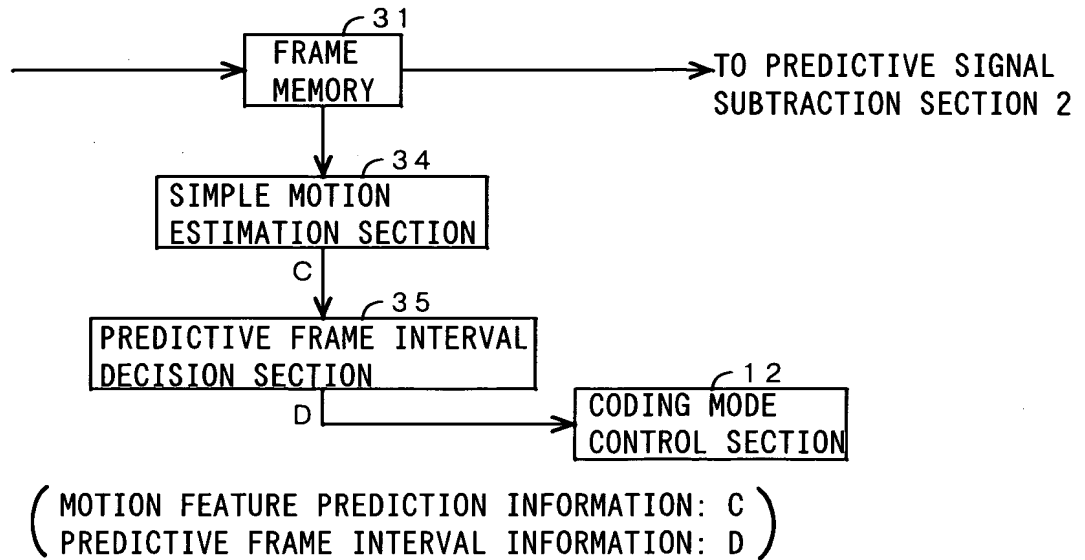 31
FRAME
MEMORY
TO PREDICTIVE SIGNAL
SUBTRACTION SECTION 2
34
SIMPLE MOTION
ESTIMATION SECTION
C
35
PREDICTIVE FRAME INTERVAL
DECISION SECTION
D
12
CODING MODE
CONTROL SECTION
(MOTION FEATURE PREDICTION INFORMATION: C
PREDICTIVE FRAME INTERVAL INFORMATION: D)